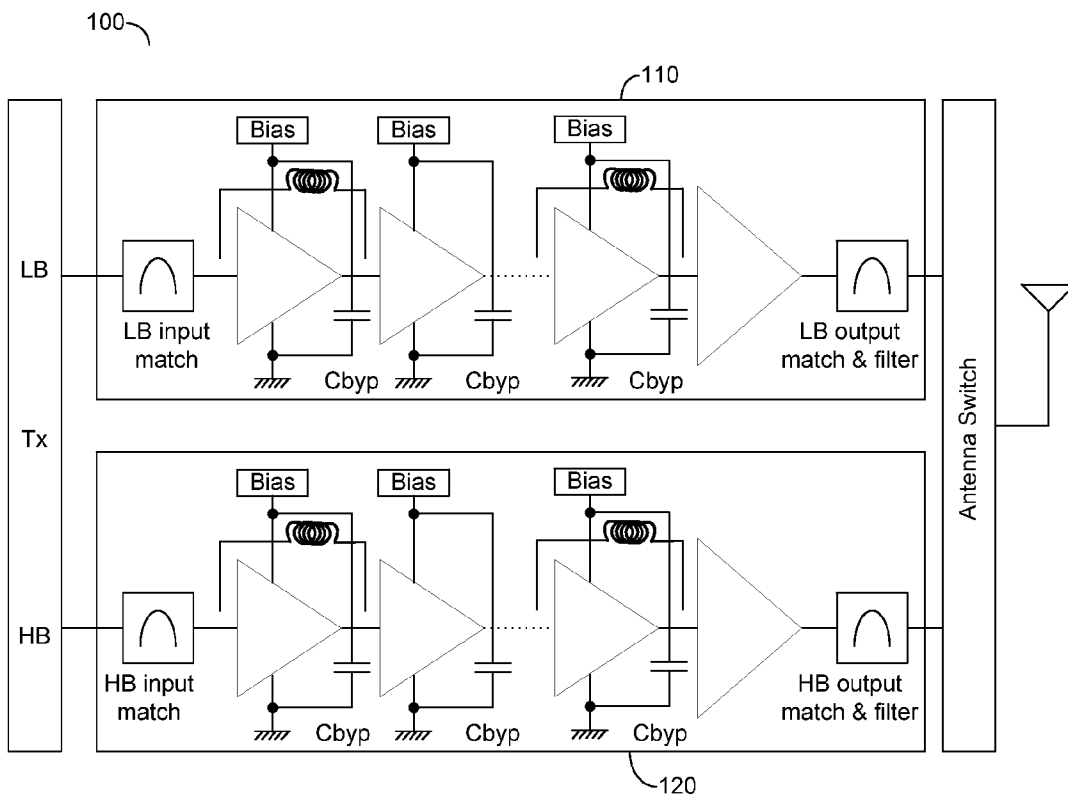 100
110
Bias
Bias
Bias
LB
LB input
match
LB output
match & filter
Cbyp
Cbyp
Cbyp
Tx
Antenna Switch
Bias
Bias
Bias
HB
HB input
match
HB output
match & filter
Cbyp
Cbyp
Cbyp
120